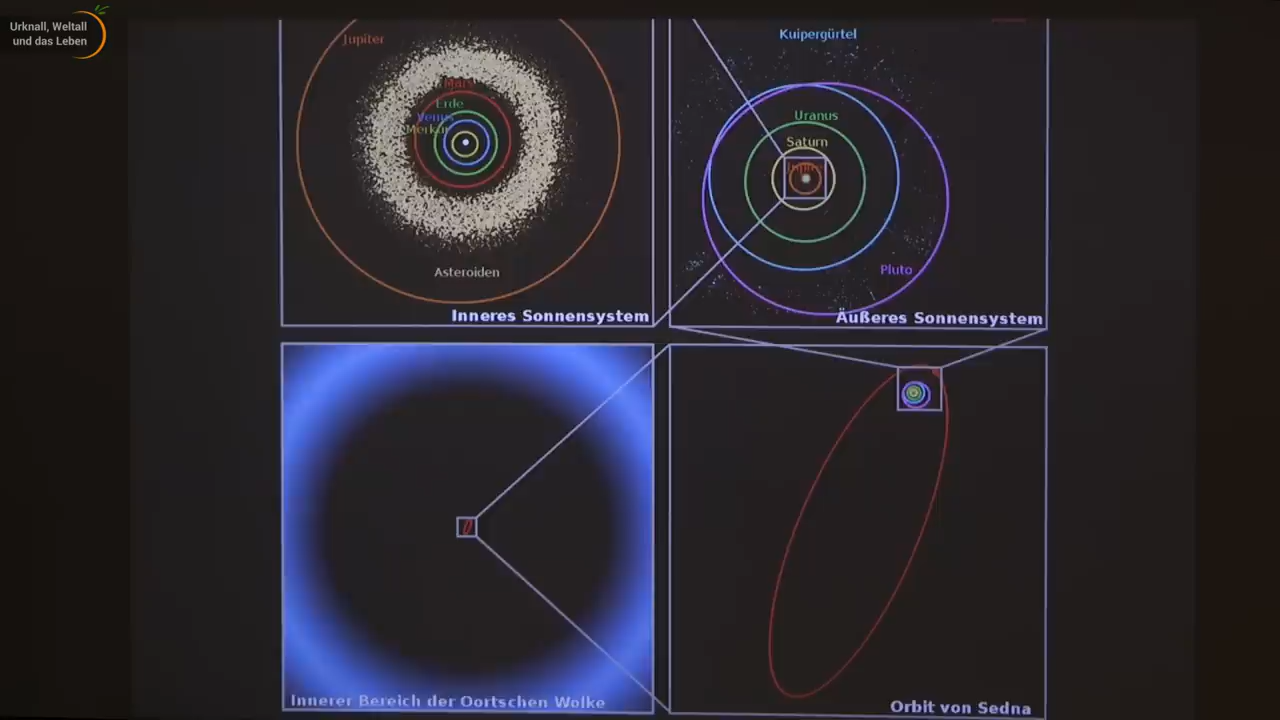 Urknall, Weltall
und das Leben
Jupiter
Mars
Erde
Venus
Merkur
Asteroiden
Inneres Sonnensystem
Kuipergürtel
Uranus
Saturn
Jupiter
Pluto
Äußeres Sonnensystem
Innerer Bereich der Oortschen Wolke
Orbit von Sedna